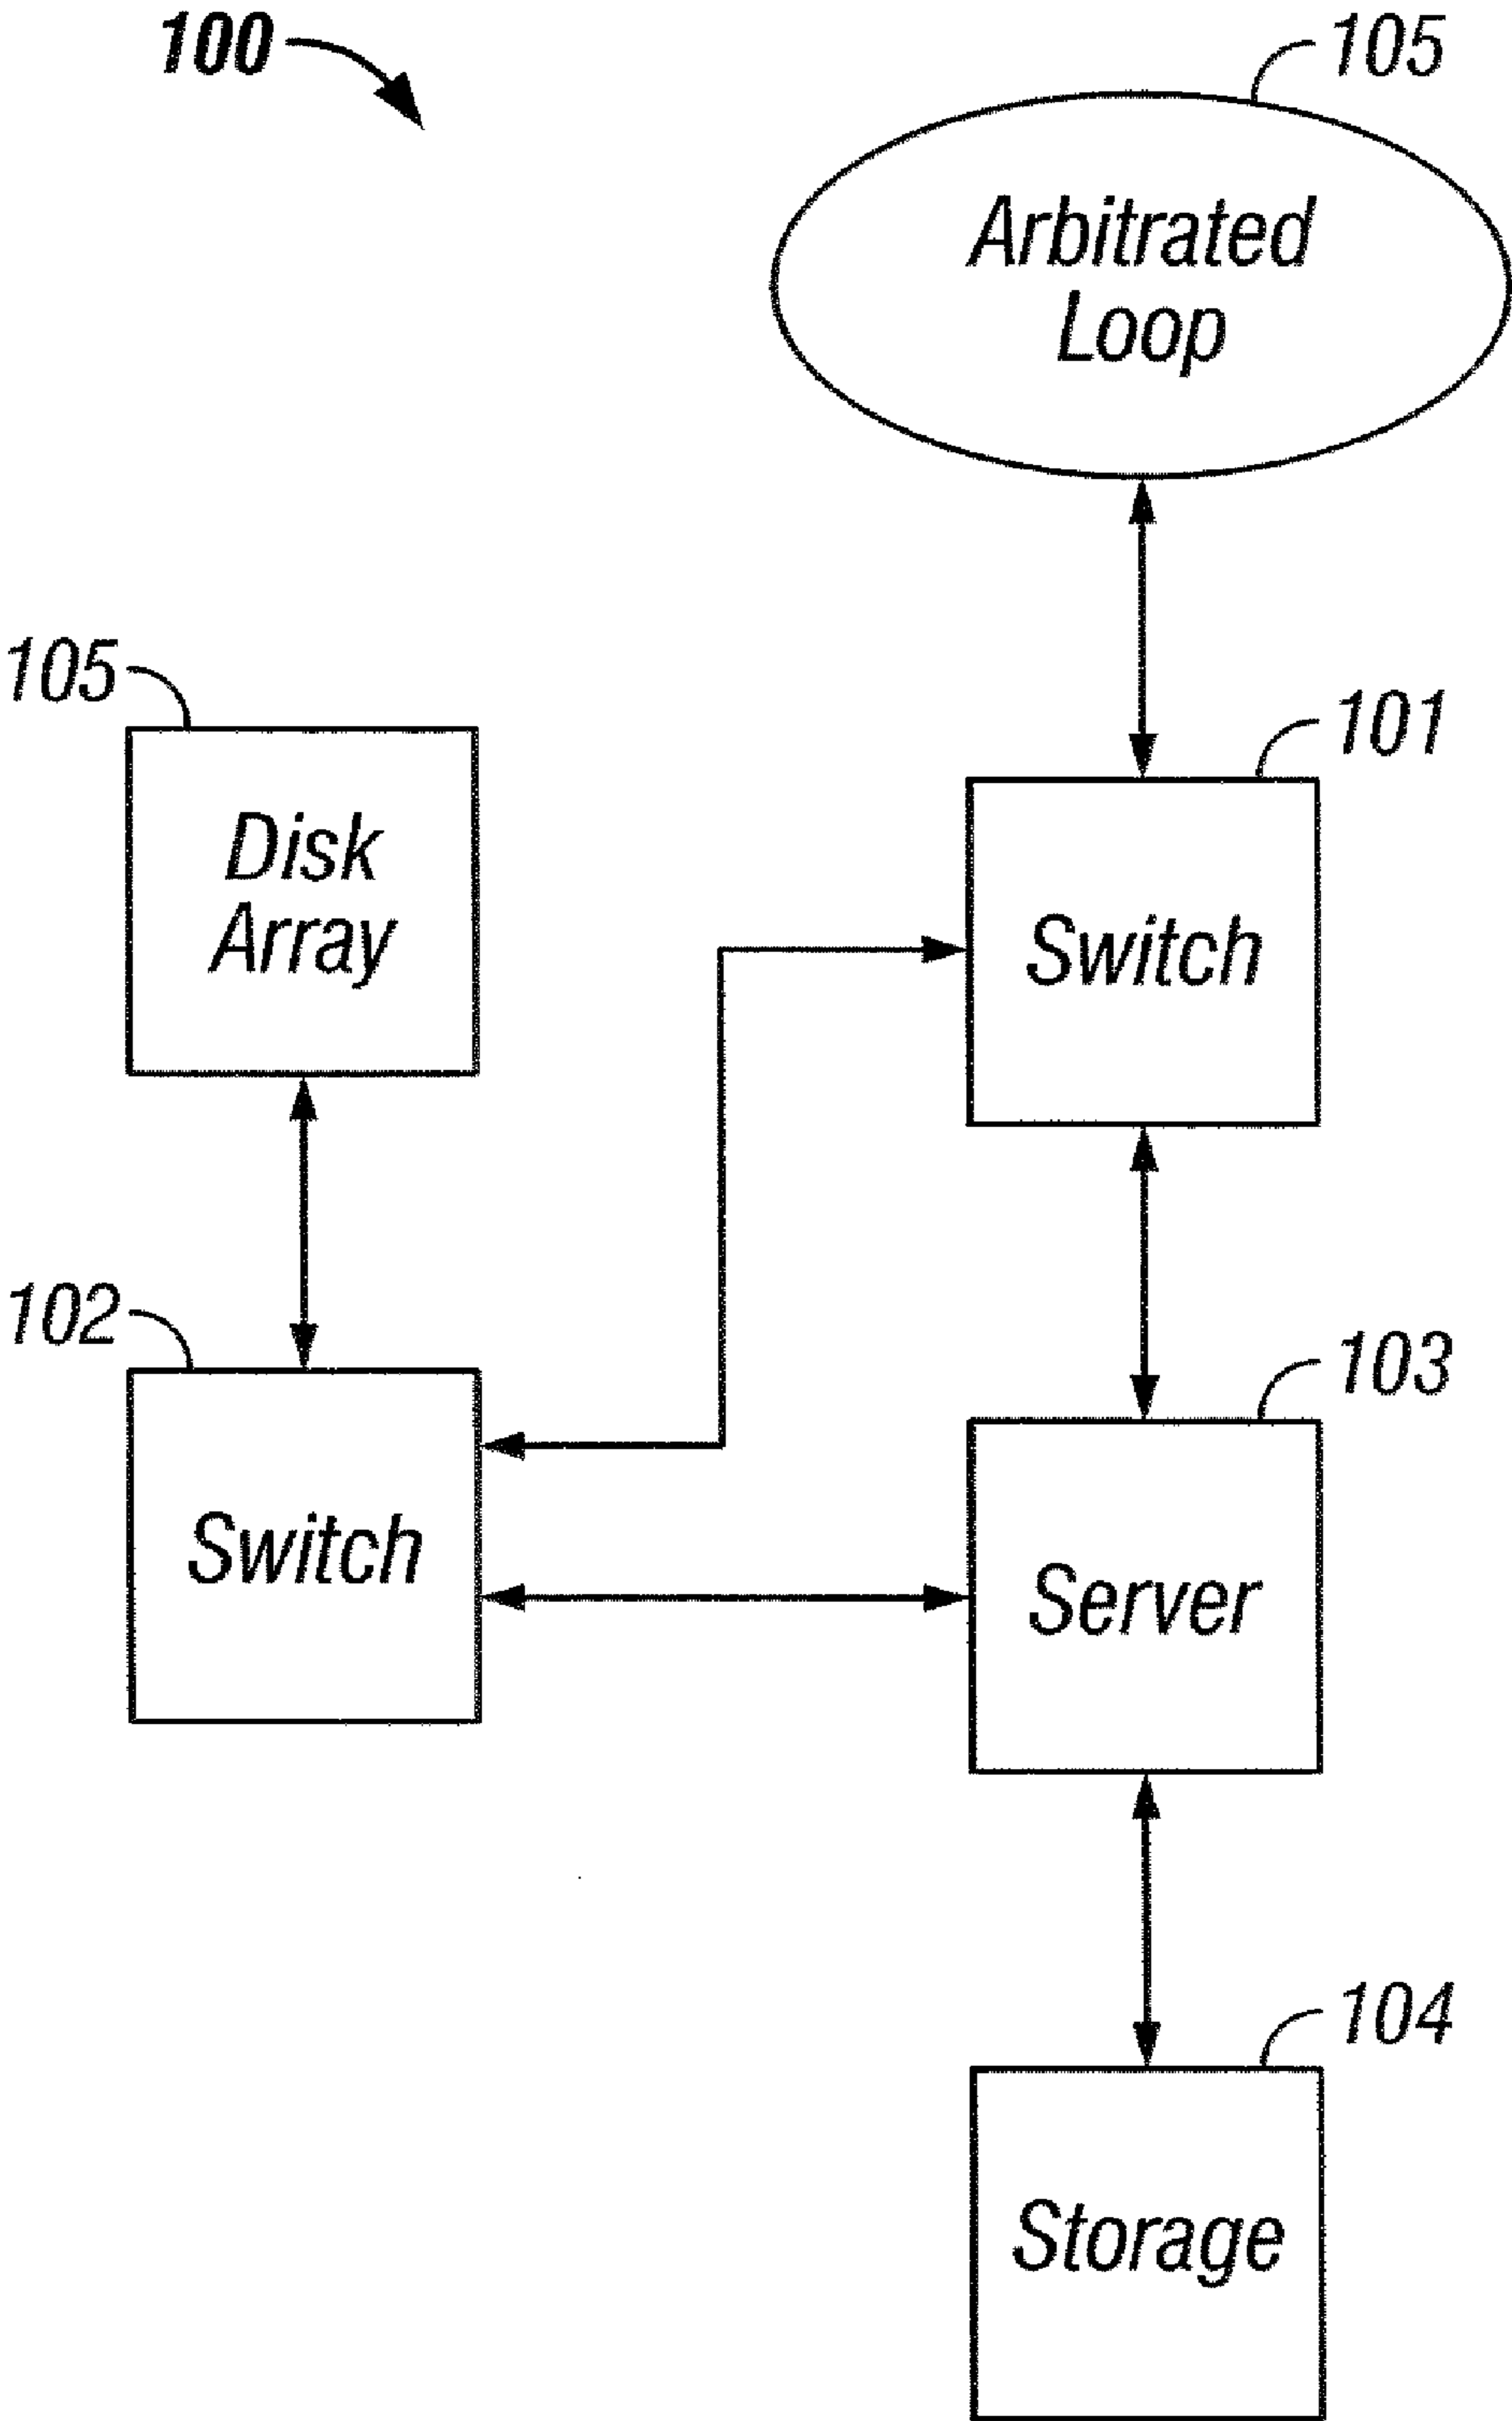 100
105
Arbitrated
Loop
105
101
Disk
Array
Switch
102
103
Switch
Server
104
Storage